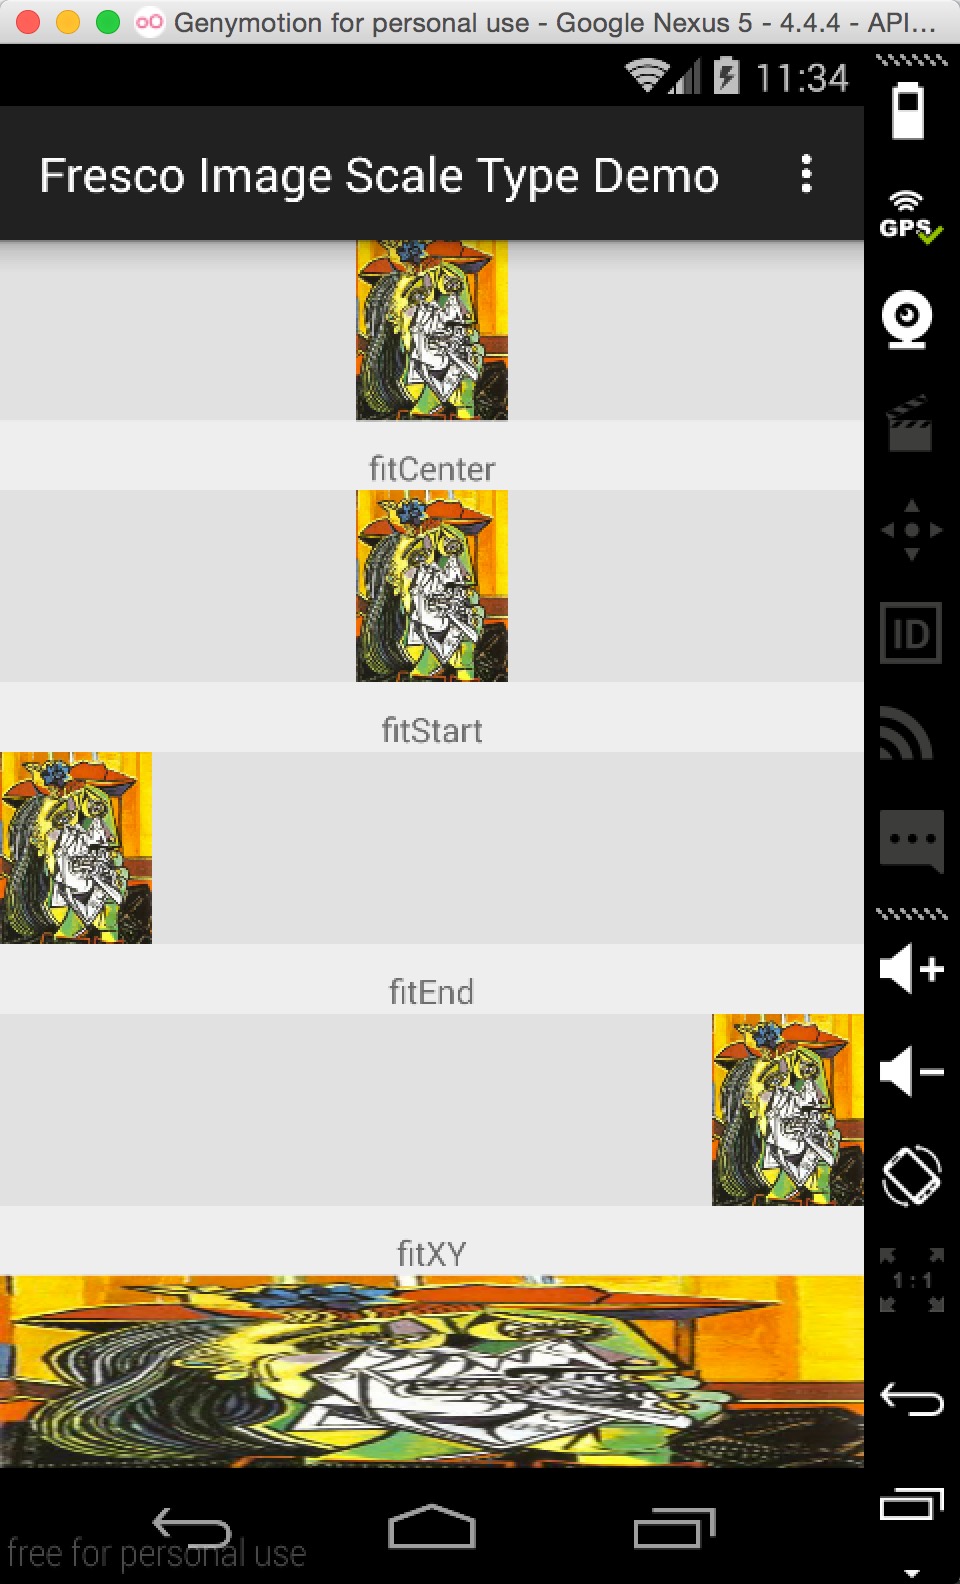 Genymotion for personal use - Google Nexus 5 - 4.4.4 - API...
11:34
Fresco Image Scale Type Demo
GPS
fitCenter
fitStart
ID
fitEnd
fitXY
1 : 1
free for personal use